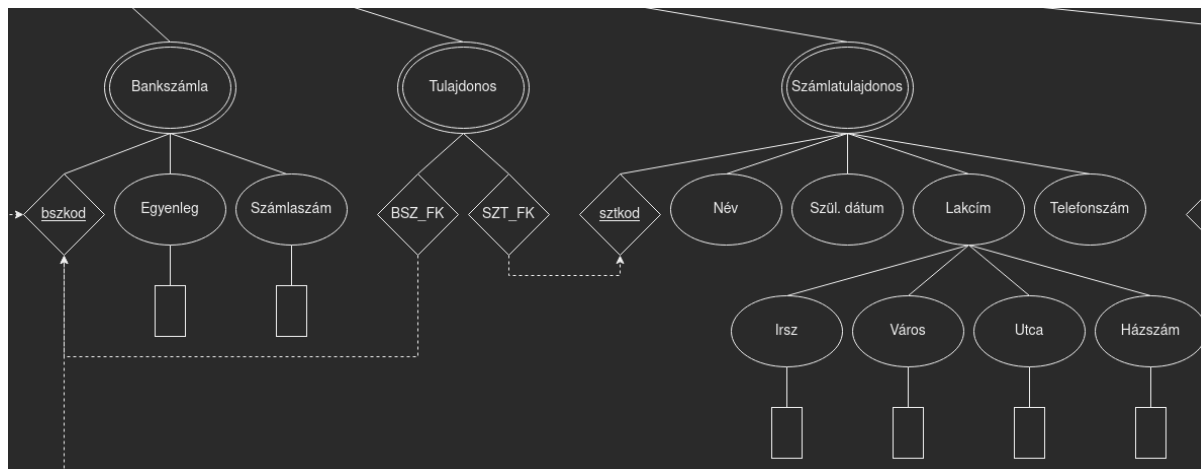 Bankszámla
Tulajdonos
Számlatulajdonos
bszkod
Egyenleg
Számlaszám
BSZ_FK
SZT_FK
sztkod
Név
Szül. dátum
Lakcím
Telefonszám
Irsz
Város
Utca
Házszám